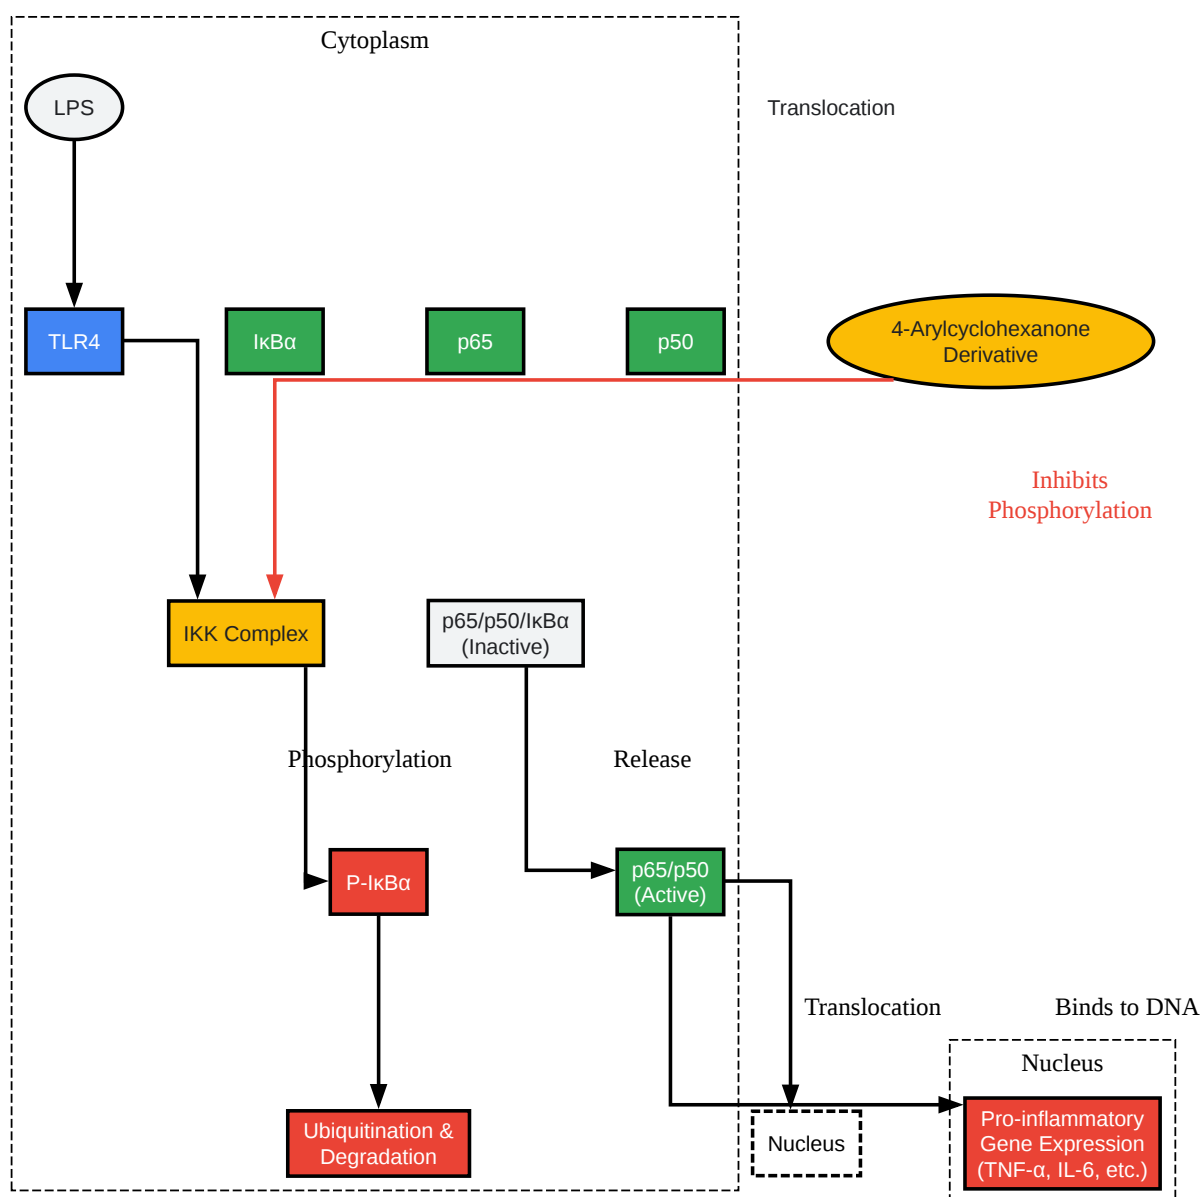 Cytoplasm
LPS
Translocation
TLR4
IκBα
p65
p50
4-Arylcyclohexanone
Derivative
Inhibits
Phosphorylation
IKK Complex
p65/p50/IκBα
(Inactive)
Phosphorylation
Release
P-IκBα
p65/p50
(Active)
Translocation
Binds to DNA
Nucleus
Ubiquitination &
Degradation
Nucleus
Pro-inflammatory
Gene Expression
(TNF-α, IL-6, etc.)